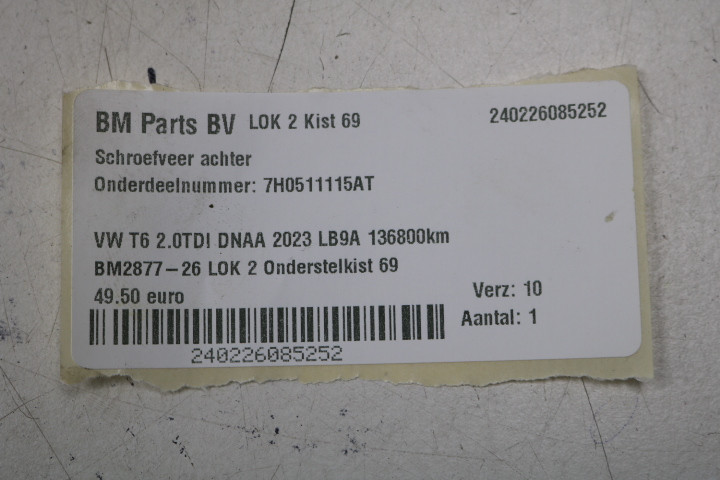 BM Parts BV LOK 2 Kist 69 240226085252
Schroefveer achter
Onderdeelnummer: 7H0511115AT
VW T6 2.0TDI DNAA 2023 LB9A 136800km
BM2877-26 LOK 2 Onderstelkist 69
49.50 euro Verz: 10
Aantal: 1
240226085252